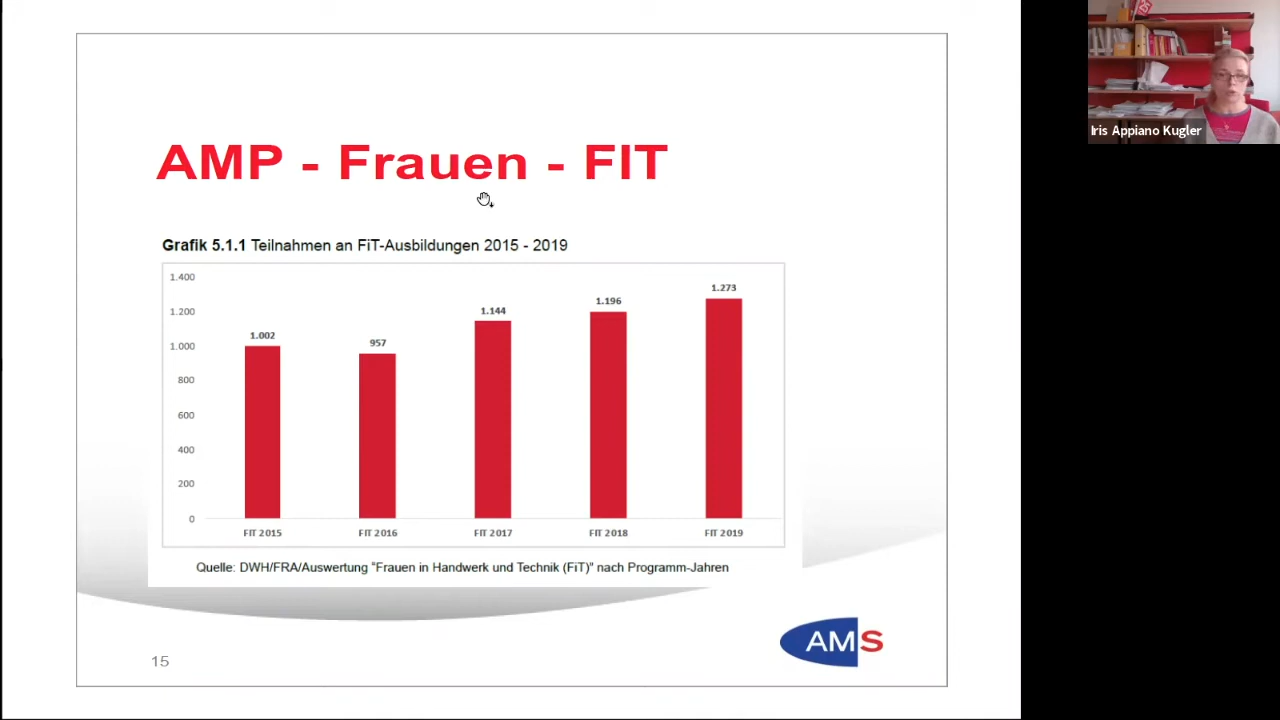 AMP - Frauen - FIT
Grafik 5.1.1 Teilnahmen an FiT-Ausbildungen 2015 - 2019
1.400
1.200
1.000
800
600
400
200
0
1.002
957
1.144
1.196
1.273
FIT 2015
FIT 2016
FIT 2017
FIT 2018
FIT 2019
Quelle: DWH/FRA/Auswertung "Frauen in Handwerk und Technik (FiT)" nach Programm-Jahren
AMS
15
Iris Appiano Kugler